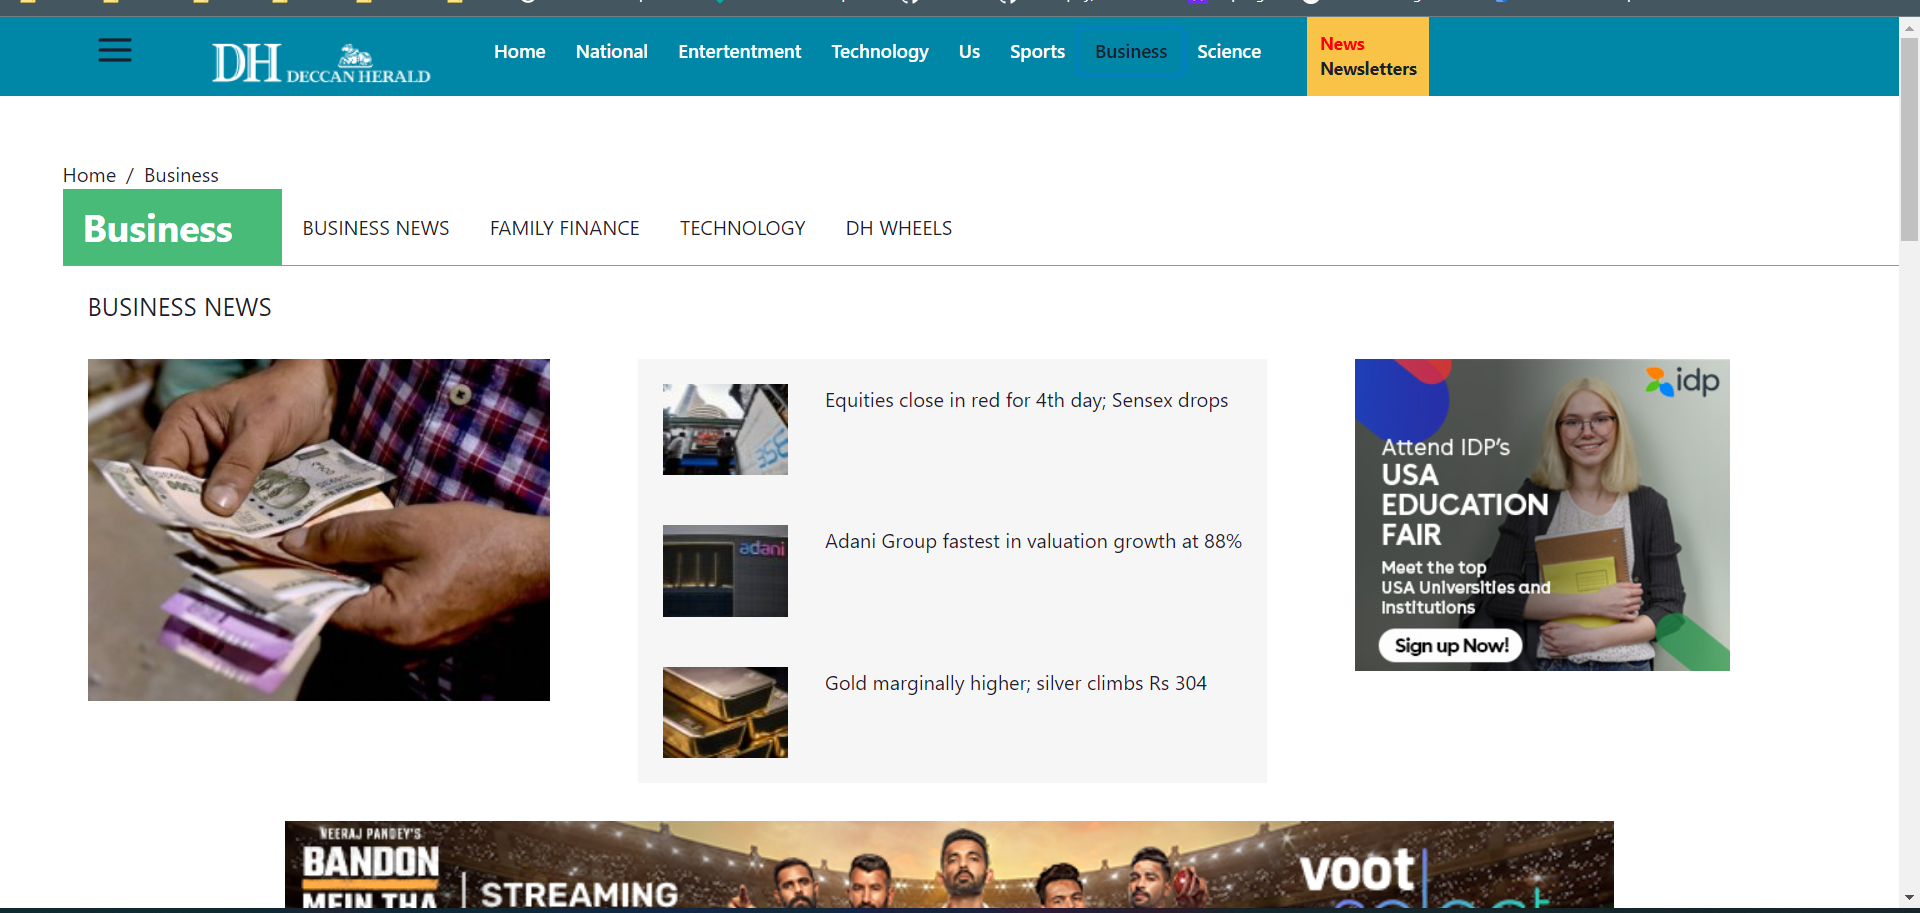 DH DECCAN HERALD
Home National Entertentment Technology Us Sports Business Science
News
Newsletters
Home / Business
Business
BUSINESS NEWS FAMILY FINANCE TECHNOLOGY DH WHEELS
BUSINESS NEWS
Equities close in red for 4th day; Sensex drops
adani
Adani Group fastest in valuation growth at 88%
Gold marginally higher; silver climbs Rs 304
idp
Attend IDP's
USA
EDUCATION
FAIR
Meet the top
USA Universities and
Institutions
Sign up Now!
NEERAJ PANDEY'S
BANDON
MEIN THA
STREAMING
voot
select